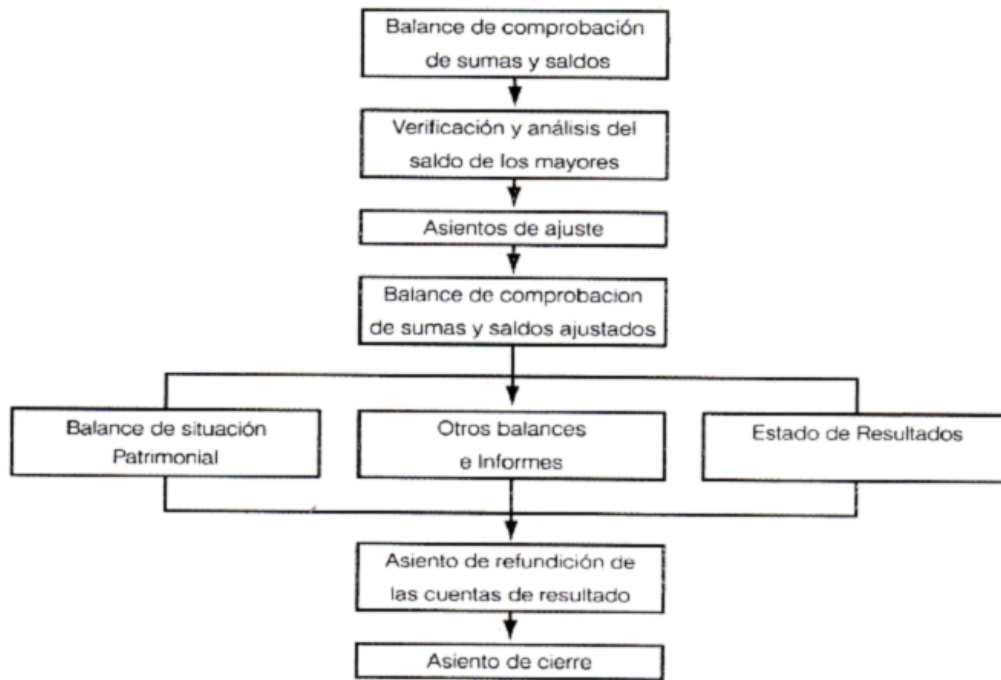 Balance de comprobación
de sumas y saldos
Verificación y análisis del
saldo de los mayores
Asientos de ajuste
Balance de comprobacion
de sumas y saldos ajustados
Balance de situación
Patrimonial
Otros balances
e Informes
Estado de Resultados
Asiento de refundición de
las cuentas de resultado
Asiento de cierre